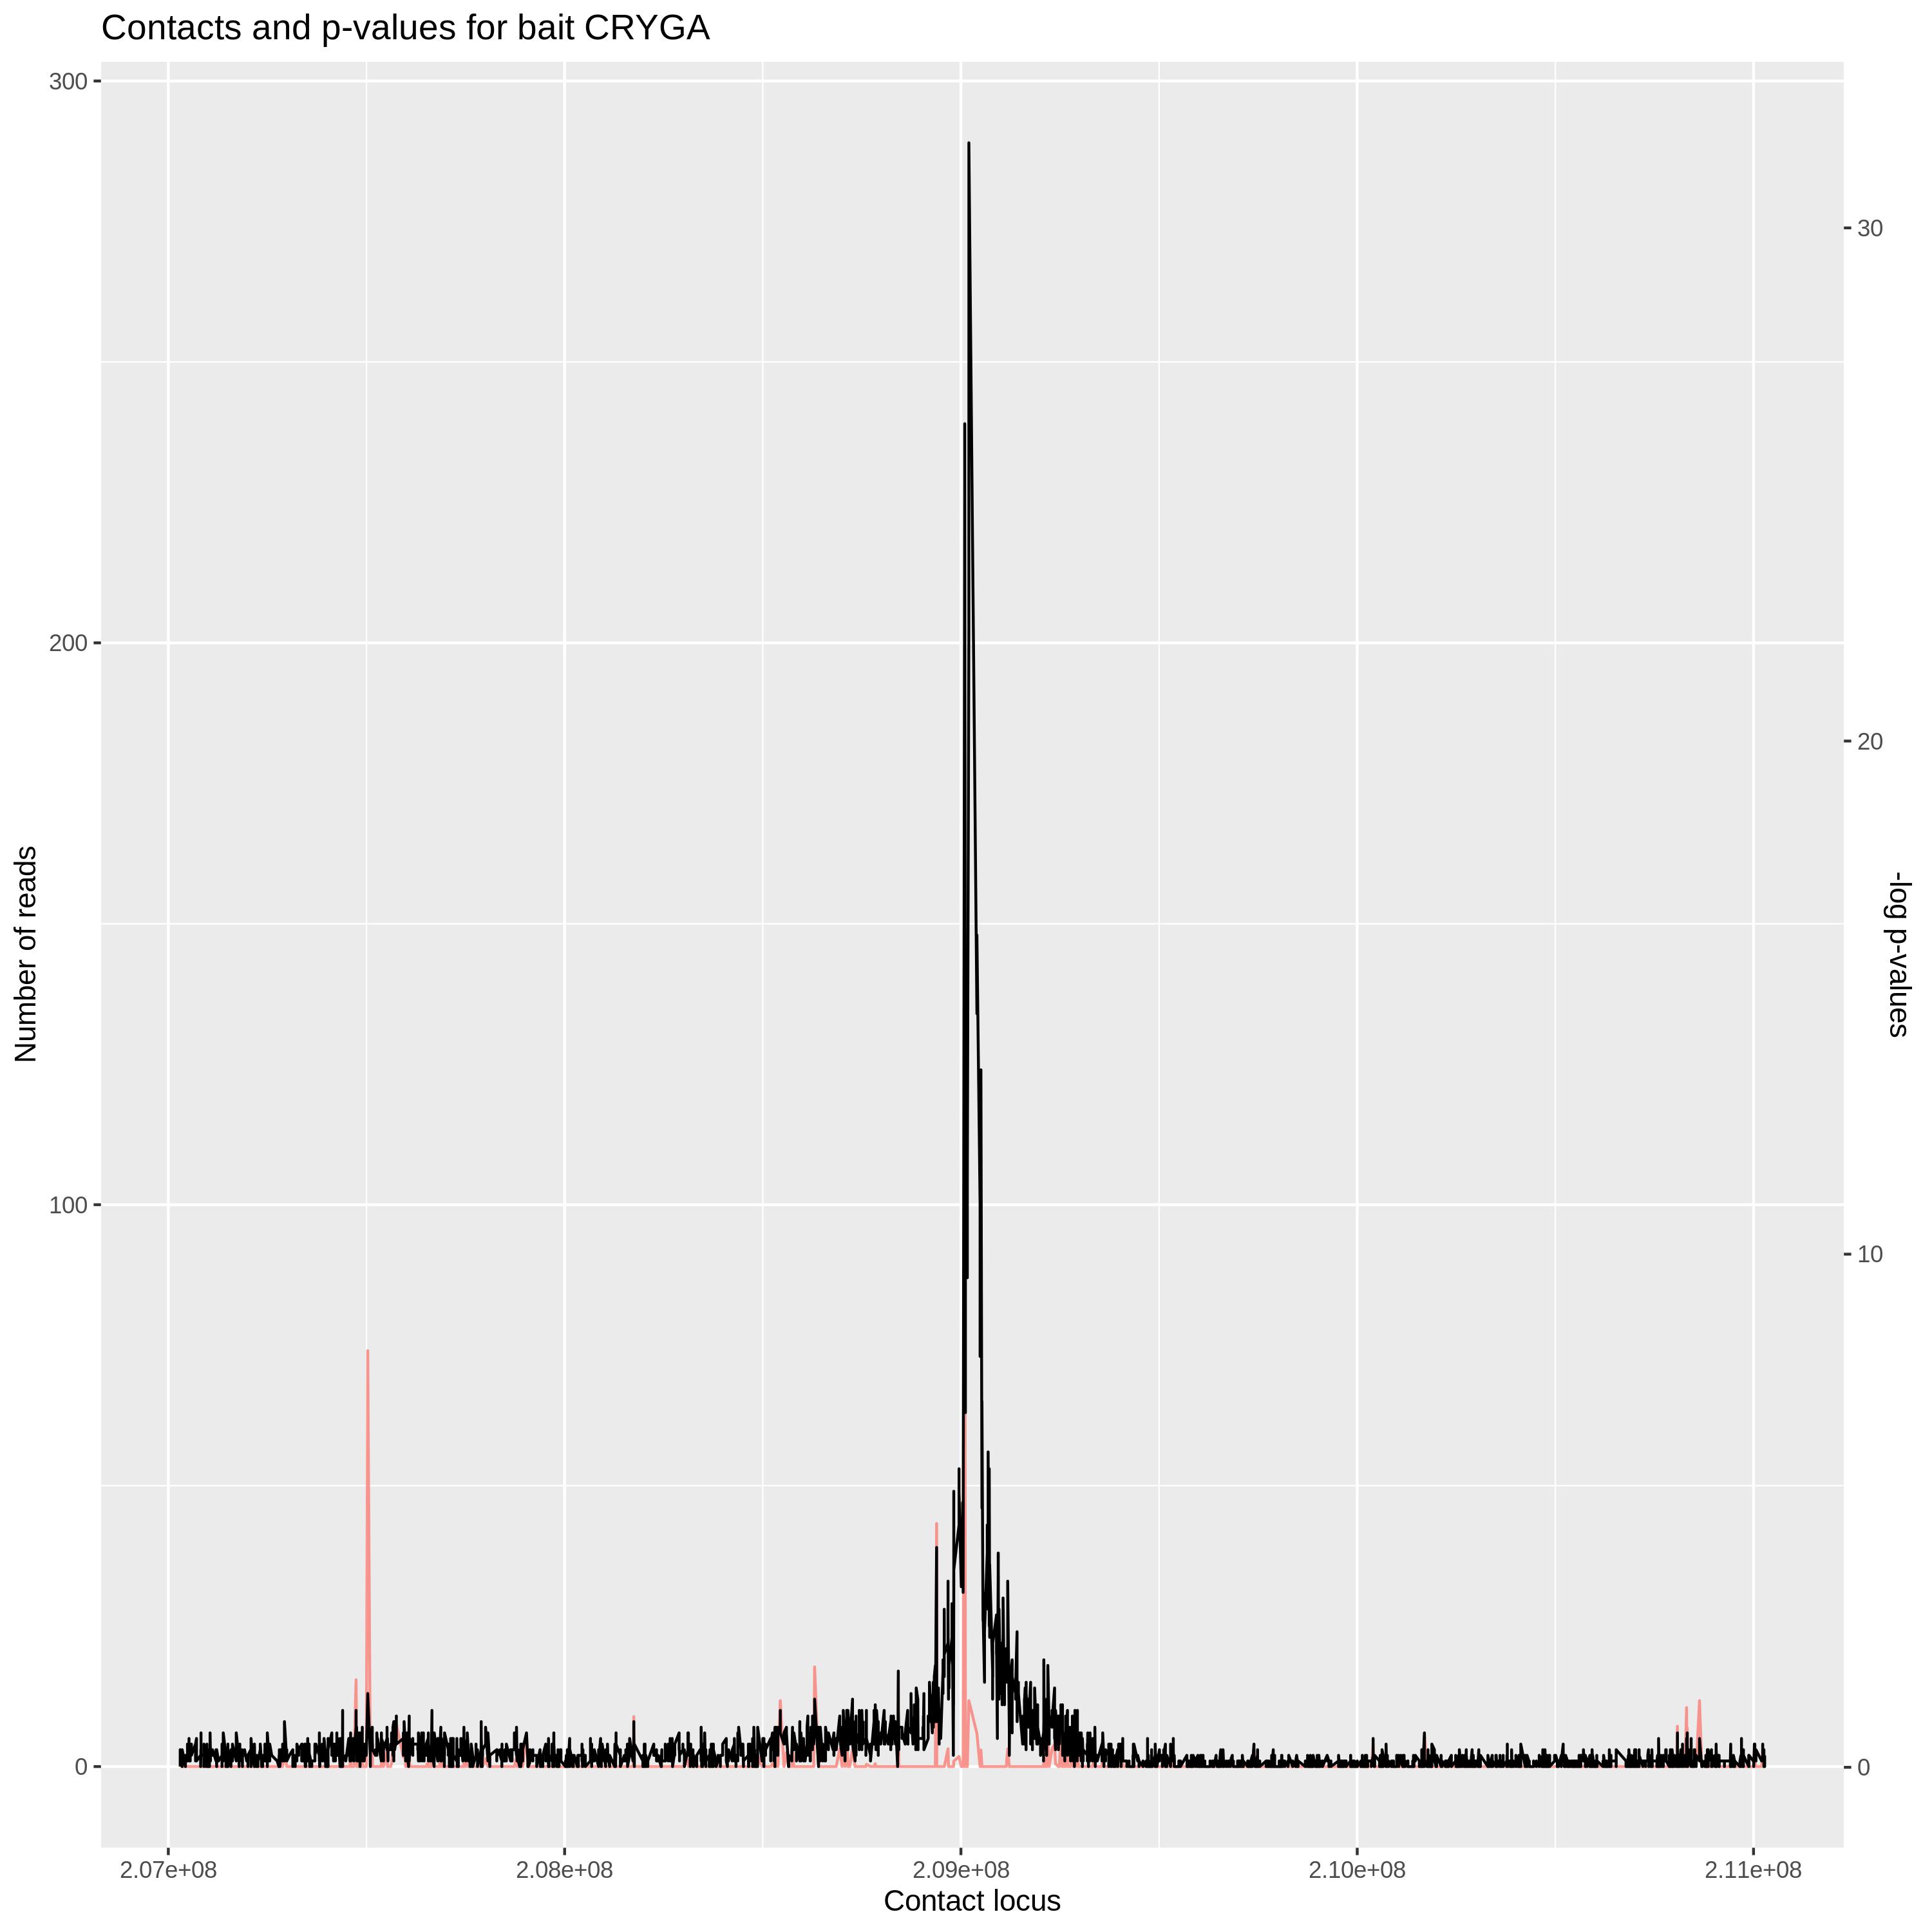 Contacts and p-values for bait CRYGA
300
200
100
0
Number of reads
30
20
10
0
-log p-values
2.07e+08 2.08e+08 2.09e+08 2.10e+08 2.11e+08
Contact locus